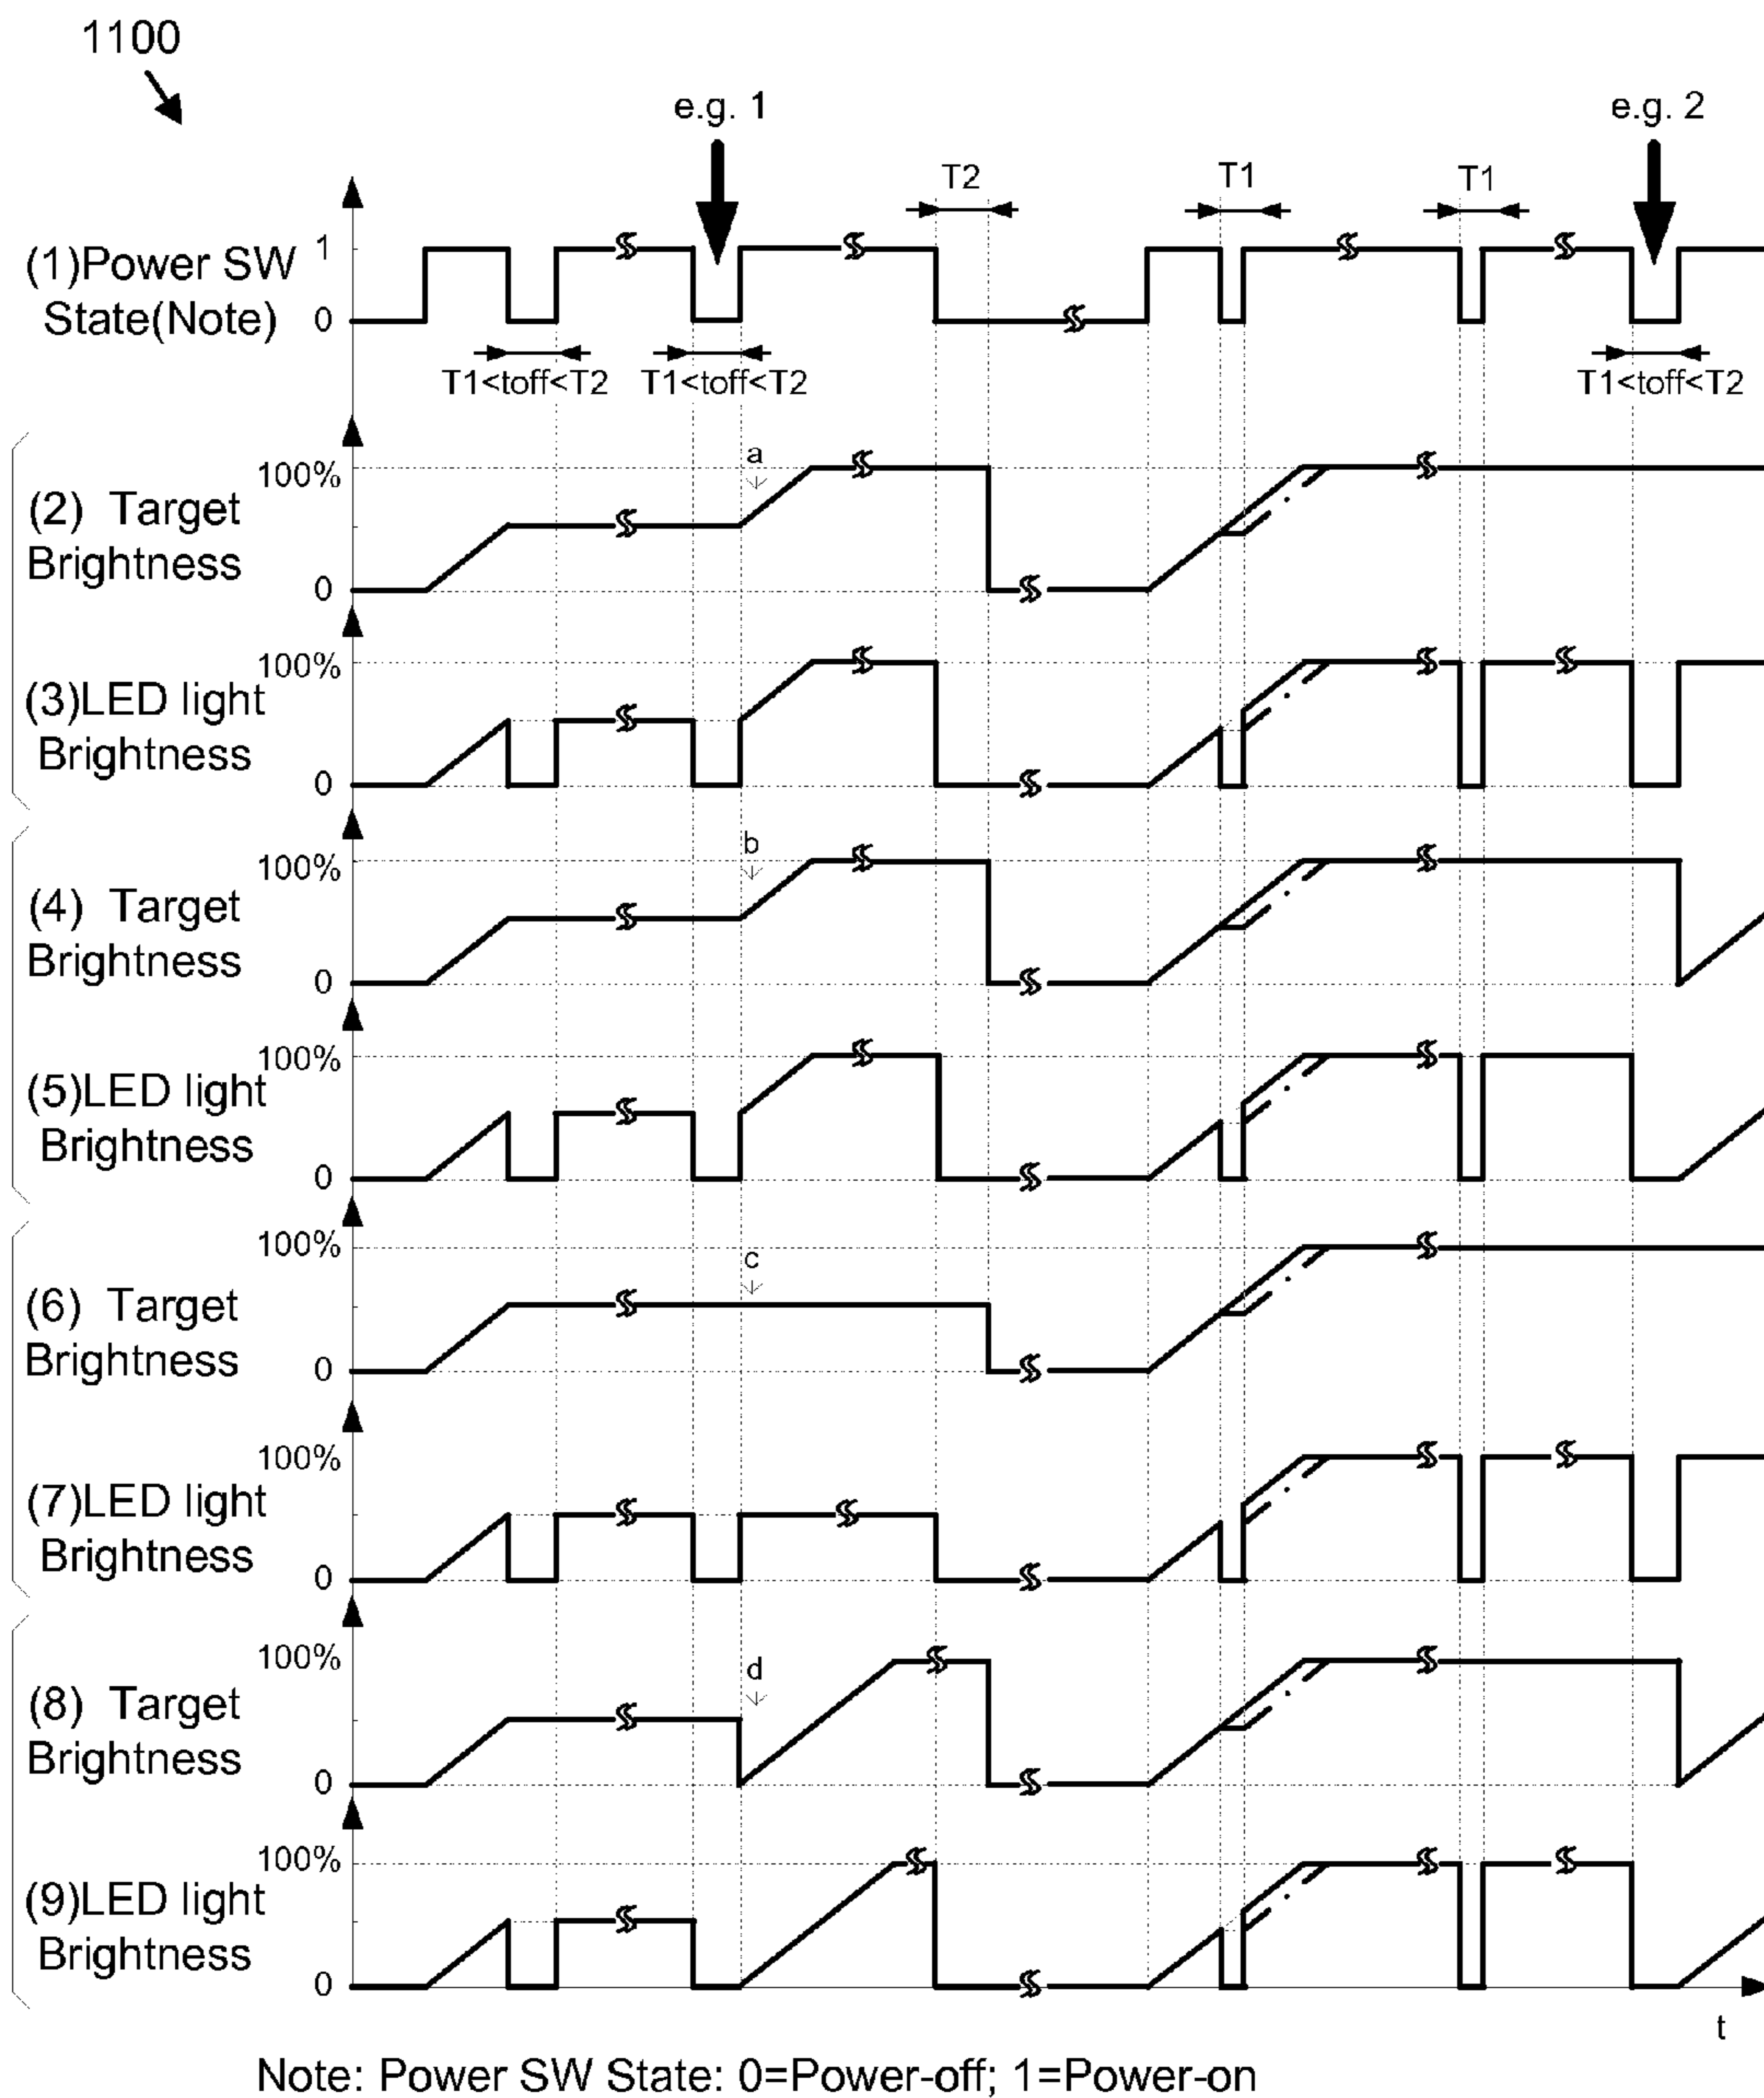 1100
e.g. 1
e.g. 2
T2
T1
T1
(1)Power SW
State(Note)
1
0
T1<toff<T2
T1<toff<T2
T1<toff<T2
(2) Target
Brightness
100%
0
a
(3)LED light
Brightness
100%
0
(4) Target
Brightness
100%
0
b
(5)LED light
Brightness
100%
0
(6) Target
Brightness
100%
0
c
(7)LED light
Brightness
100%
0
(8) Target
Brightness
100%
0
d
(9)LED light
Brightness
100%
0
t
Note: Power SW State: 0=Power-off; 1=Power-on